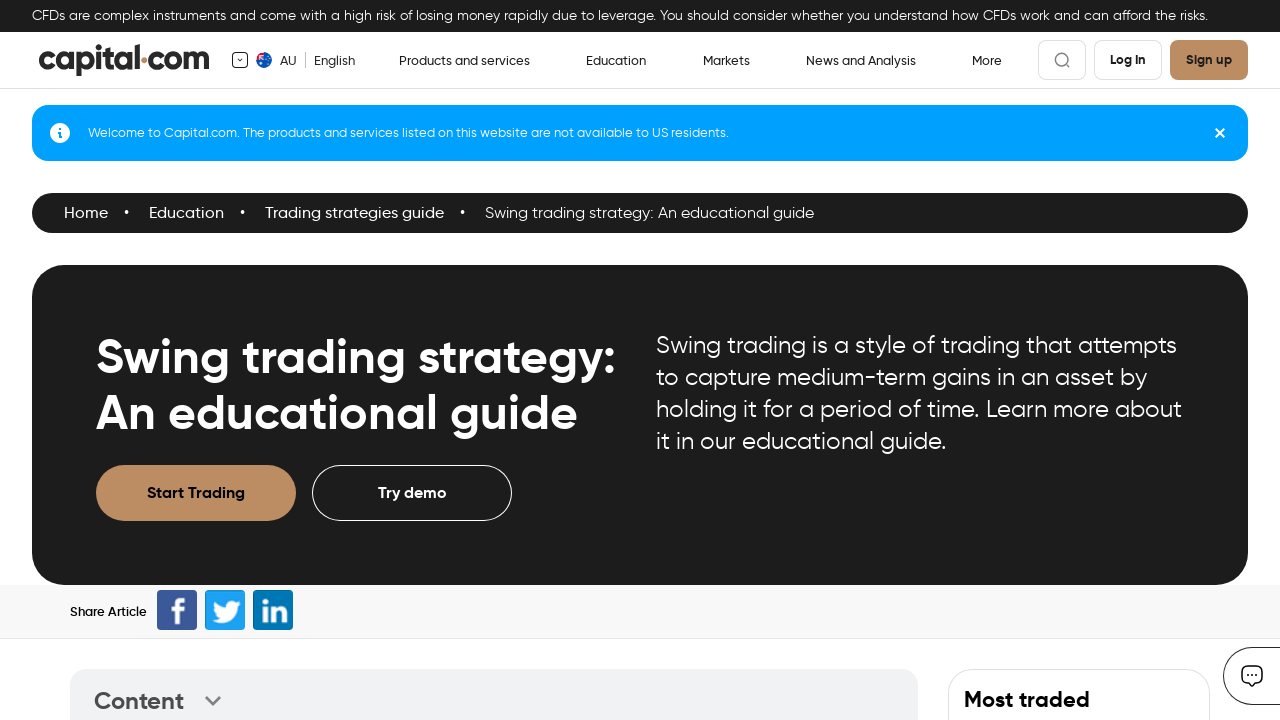 CFDs are complex instruments and come with a high risk of losing money rapidly due to leverage. You should consider whether you understand how CFDs work and can afford the risks.
capital.com AU English Products and services Education Markets News and Analysis More Log In Sign up
Welcome to Capital.com. The products and services listed on this website are not available to US residents.
Home • Education • Trading strategies guide • Swing trading strategy: An educational guide
Swing trading strategy:
An educational guide
Start Trading Try demo
Swing trading is a style of trading that attempts
to capture medium-term gains in an asset by
holding it for a period of time. Learn more about
it in our educational guide.
Share Article
Content
Most traded